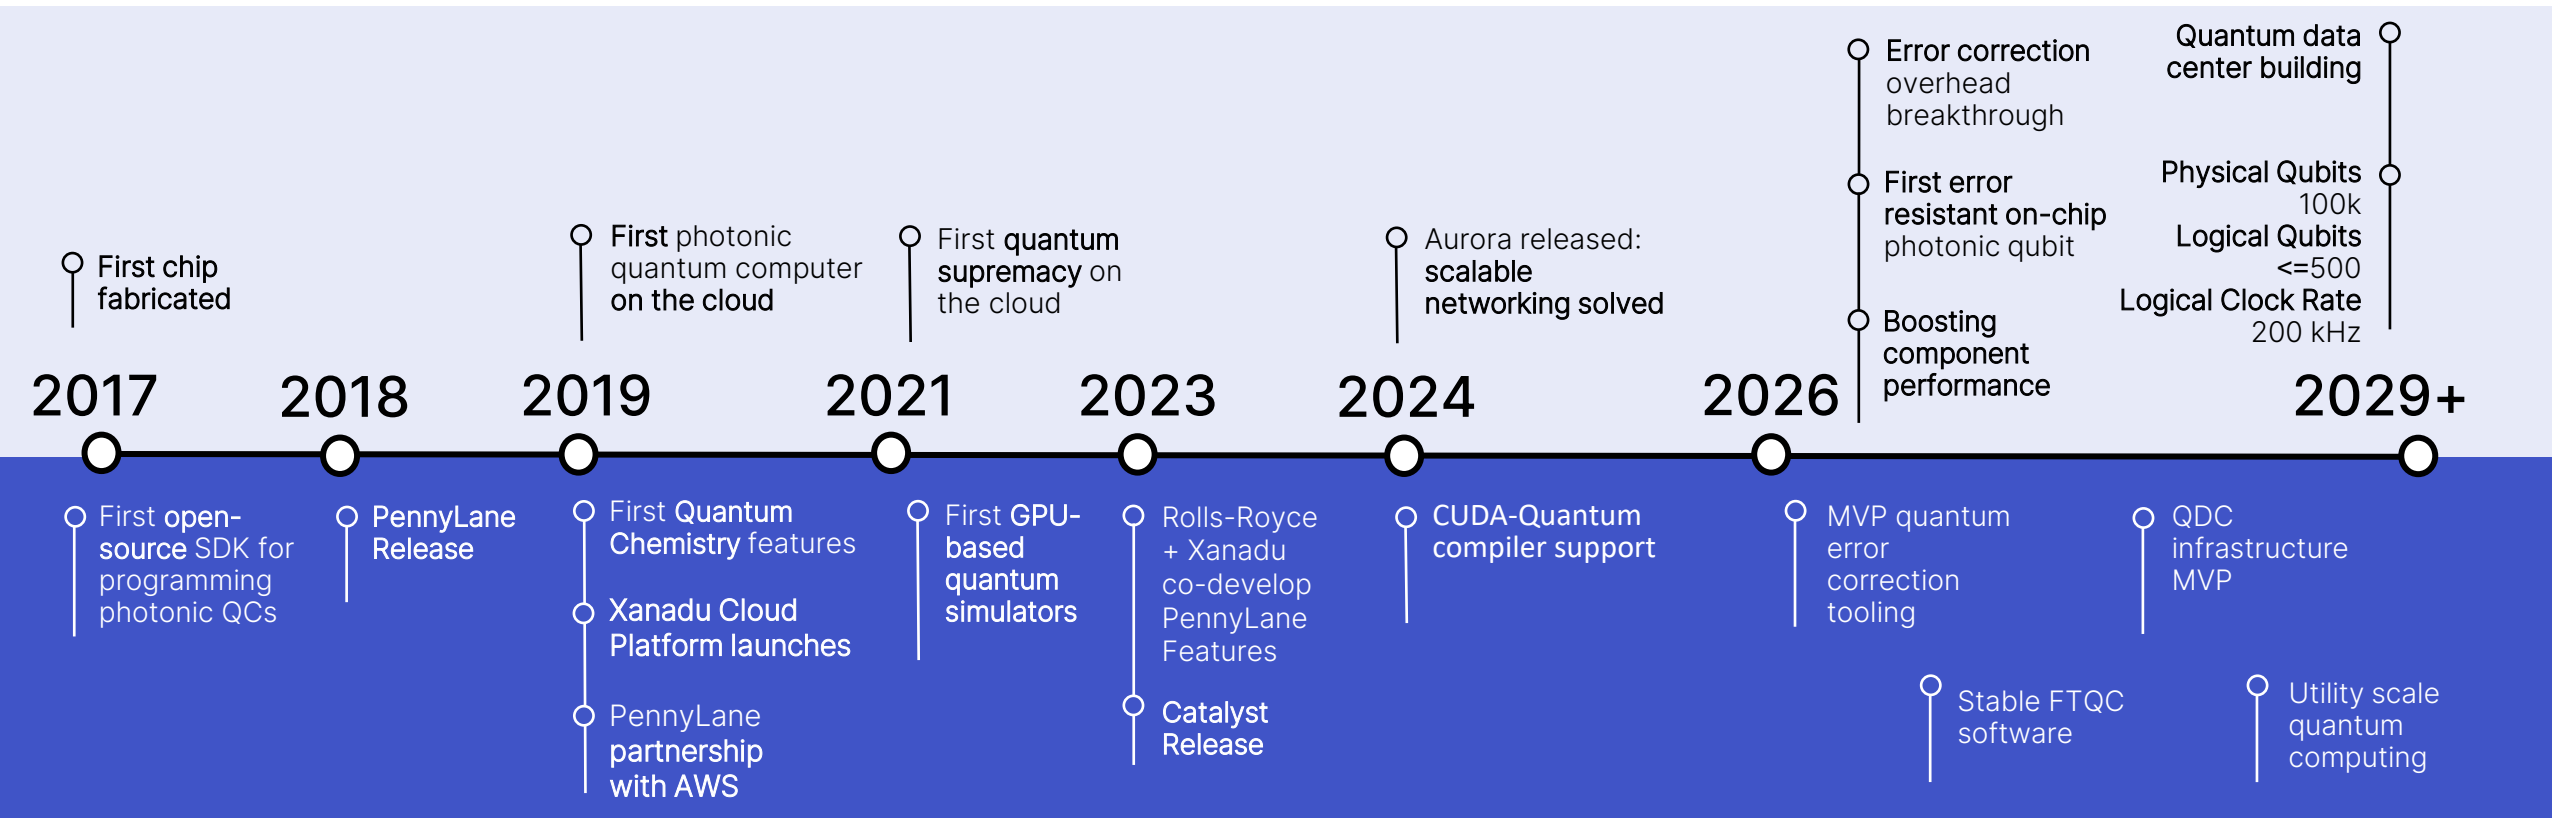 Error correction
overhead
breakthrough
Quantum data
center building
First error
resistant on-chip
photonic qubit
Physical Qubits
100k
Logical Qubits
<=500
Logical Clock Rate
200 kHz
First chip
fabricated
First photonic
quantum computer
on the cloud
First quantum
supremacy on
the cloud
Aurora released:
scalable
networking solved
Boosting
component
performance
2017
2018
2019
2021
2023
2024
2026
2029+
First open-
source SDK for
programming
photonic QCs
PennyLane
Release
First Quantum
Chemistry features
Xanadu Cloud
Platform launches
PennyLane
partnership
with AWS
First GPU-
based
quantum
simulators
Rolls-Royce
+ Xanadu
co-develop
PennyLane
Features
Catalyst
Release
CUDA-Quantum
compiler support
MVP quantum
error
correction
tooling
Stable FTQC
software
QDC
infrastructure
MVP
Utility scale
quantum
computing